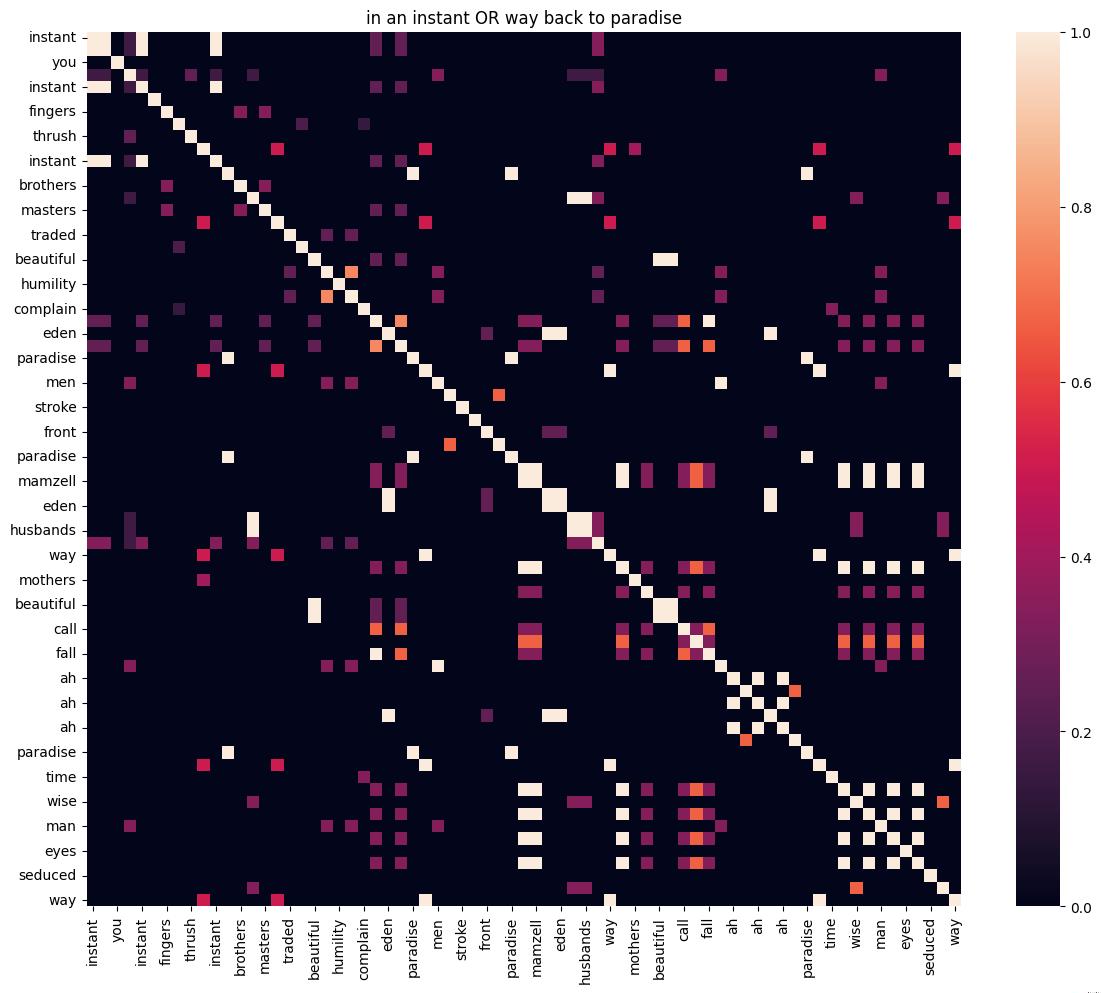 in an instant OR way back to paradise
instant
you
instant
fingers
thrush
instant
brothers
masters
traded
beautiful
humility
complain
eden
paradise
men
stroke
front
paradise
mamzell
eden
husbands
way
mothers
beautiful
call
fall
ah
ah
ah
paradise
time
wise
man
eyes
seduced
way
1.0
0.8
0.6
0.4
0.2
0.0
instant
you
instant
fingers
thrush
instant
brothers
masters
traded
beautiful
humility
complain
eden
paradise
men
stroke
front
paradise
mamzell
eden
husbands
way
mothers
beautiful
call
fall
ah
ah
ah
paradise
time
wise
man
eyes
seduced
way